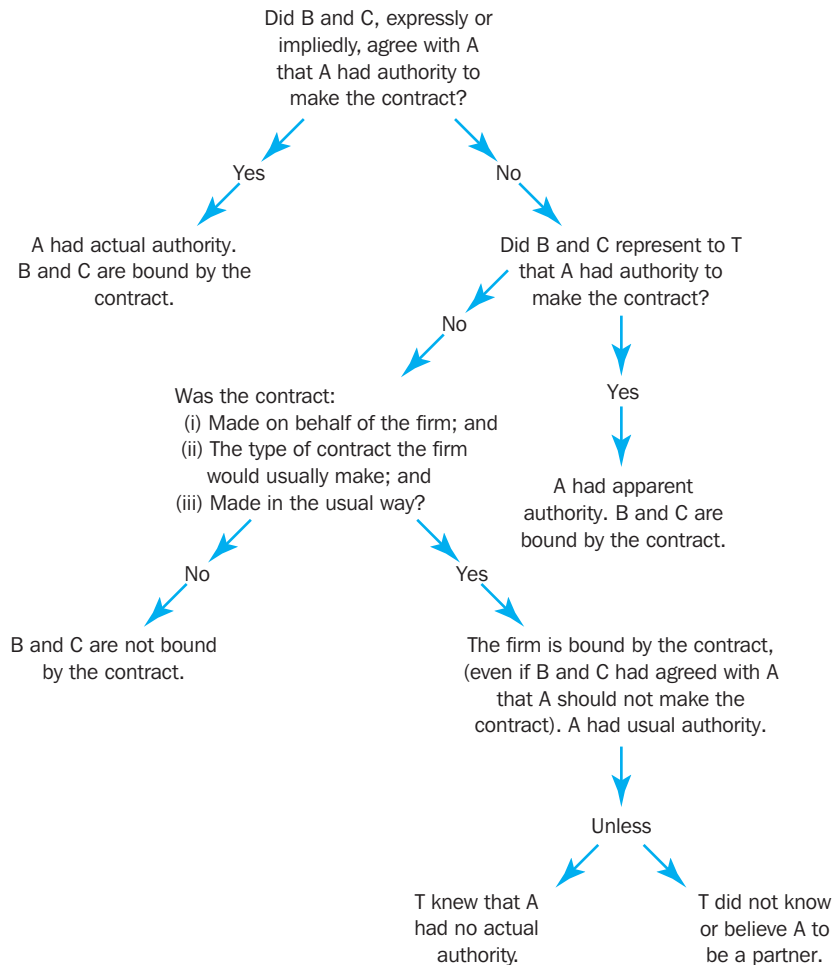 Did B and C, expressly or
impliedly, agree with A
that A had authority to
make the contract?
Yes
No
A had actual authority.
B and C are bound by the
contract.
Did B and C represent to T
that A had authority to
make the contract?
No
Yes
Was the contract:
(i) Made on behalf of the firm; and
(ii) The type of contract the firm
would usually make; and
(iii) Made in the usual way?
A had apparent
authority. B and C are
bound by the contract.
No
Yes
B and C are not bound
by the contract.
The firm is bound by the contract,
(even if B and C had agreed with A
that A should not make the
contract). A had usual authority.
Unless
T knew that A
had no actual
authority.
T did not know
or believe A to
be a partner.